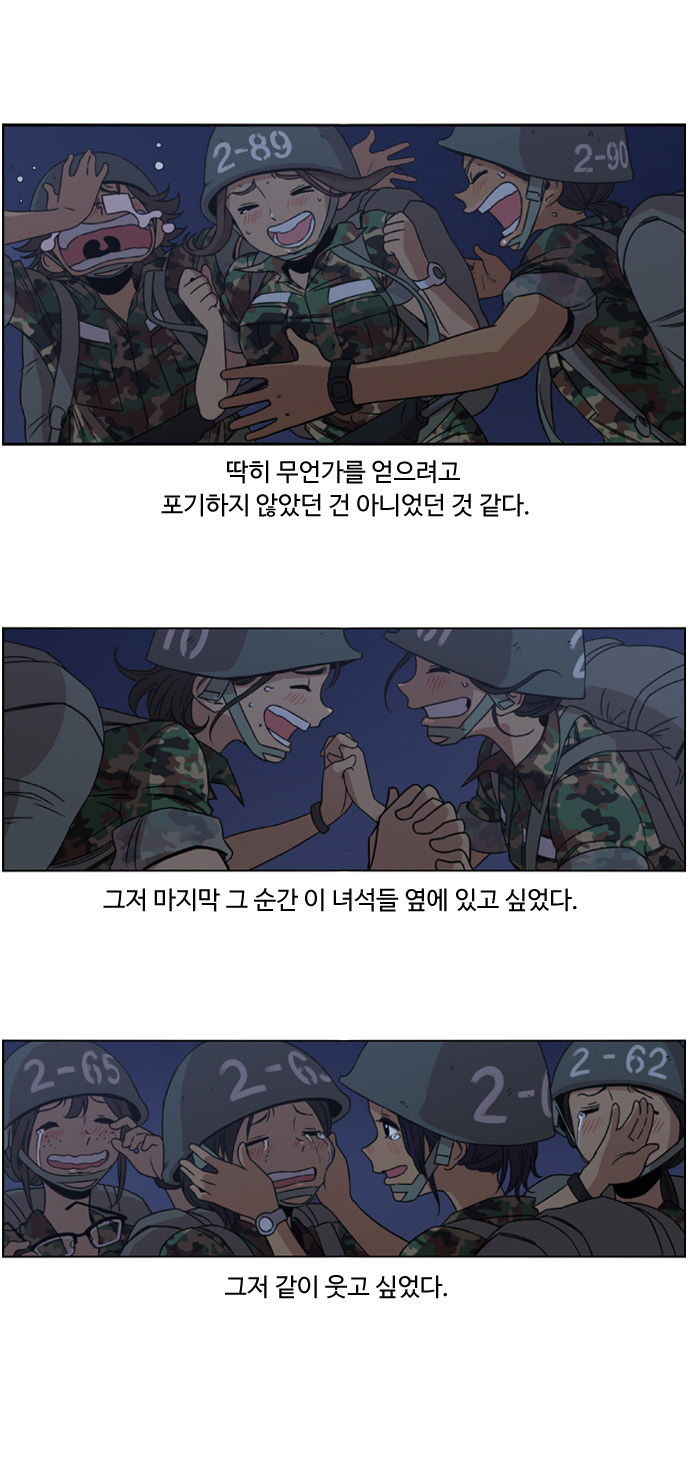 2-89
2-90
딱히 무언가를 얻으려고
포기하지 않았던 건 아니었던 것 같다.
그저 마지막 그 순간 이 녀석들 옆에 있고 싶었다.
2-65
2-62
그저 같이 웃고 싶었다.